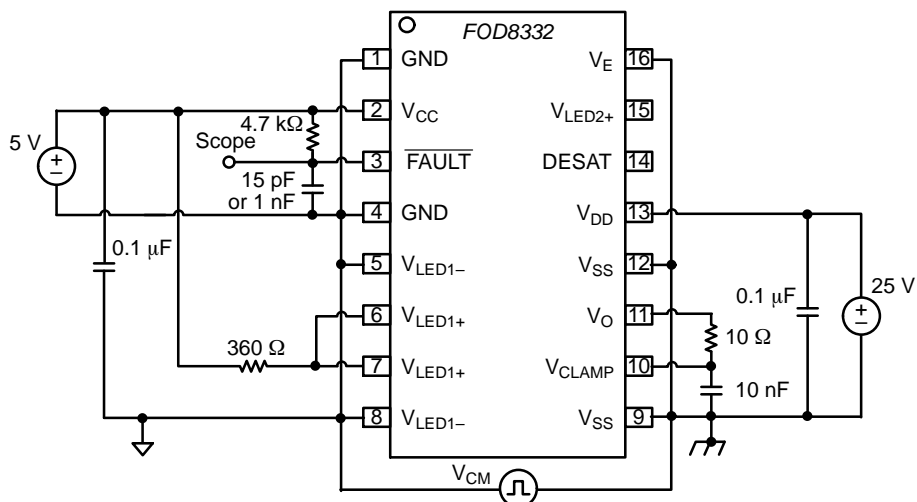 FOD8332
1 GND
2 VCC
3 FAULT
4 GND
5 VLED1–
6 VLED1+
7 VLED1+
8 VLED1–
VE 16
VLED2+ 15
DESAT 14
VDD 13
VSS 12
VO 11
VCLAMP 10
VSS 9
5 V
Scope
4.7 kΩ
15 pF
or 1 nF
0.1 μF
360 Ω
10 Ω
10 nF
0.1 μF
25 V
VCM